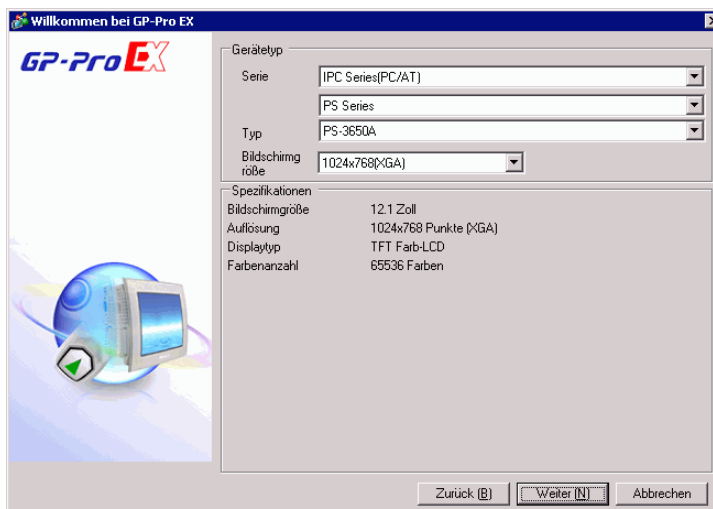 Willkommen bei GP-Pro EX
GP-Pro EX
Gerätetyp
Serie
IPC Series(PC/AT)
PS Series
Typ
PS-3650A
Bildschirmg
röße
1024x768(XGA)
Spezifikationen
Bildschirmgröße 12.1 Zoll
Auflösung 1024x768 Punkte (XGA)
Displaytyp TFT Farb-LCD
Farbenanzahl 65536 Farben
Zurück (B) Weiter (N) Abbrechen